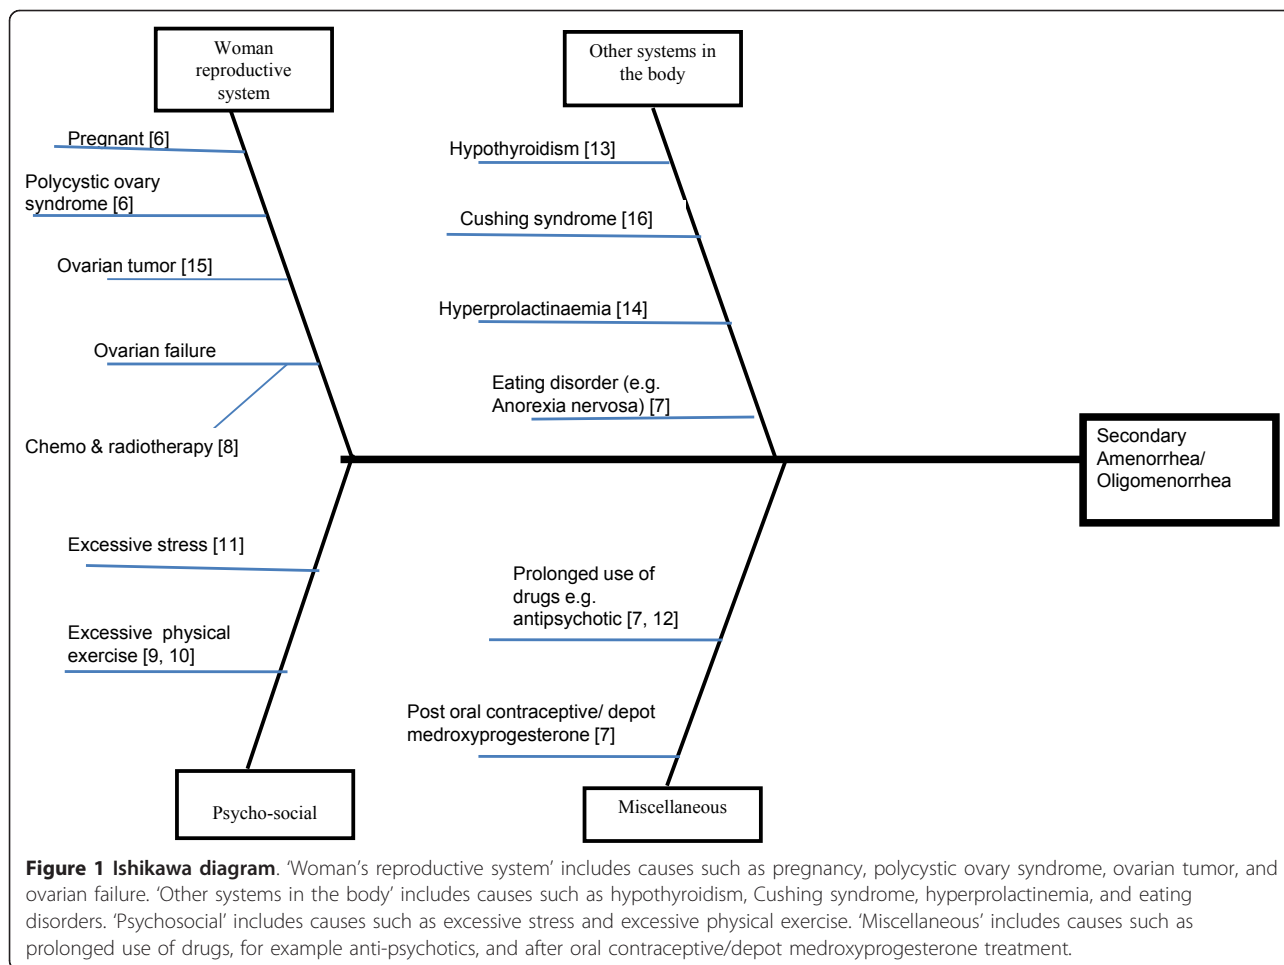 Woman
reproductive
system
Other systems in
the body
Pregnant [6]
Polycystic ovary
syndrome [6]
Ovarian tumor [15]
Ovarian failure
Chemo & radiotherapy [8]
Hypothyroidism [13]
Cushing syndrome [16]
Hyperprolactinaemia [14]
Eating disorder (e.g.
Anorexia nervosa) [7]
Secondary
Amenorrhea/
Oligomenorrhea
Excessive stress [11]
Excessive physical
exercise [9, 10]
Prolonged use of
drugs e.g.
antipsychotic [7, 12]
Post oral contraceptive/ depot
medroxyprogesterone [7]
Psycho-social
Miscellaneous
Figure 1 Ishikawa diagram. ‘Woman’s reproductive system’ includes causes such as pregnancy, polycystic ovary syndrome, ovarian tumor, and
ovarian failure. ‘Other systems in the body’ includes causes such as hypothyroidism, Cushing syndrome, hyperprolactinemia, and eating
disorders. ‘Psychosocial’ includes causes such as excessive stress and excessive physical exercise. ‘Miscellaneous’ includes causes such as
prolonged use of drugs, for example anti-psychotics, and after oral contraceptive/depot medroxyprogesterone treatment.